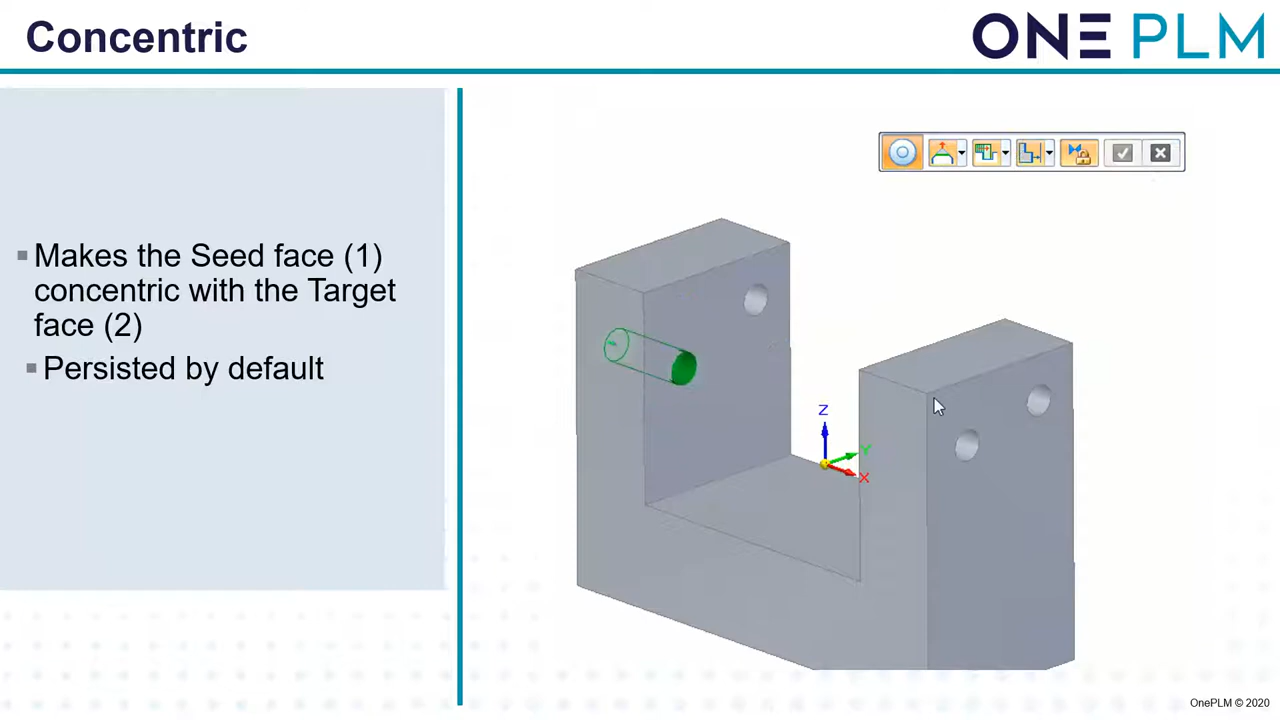 Concentric
ONE PLM
Makes the Seed face (1)
concentric with the Target
face (2)
Persisted by default
Z
Y
X
OnePLM © 2020